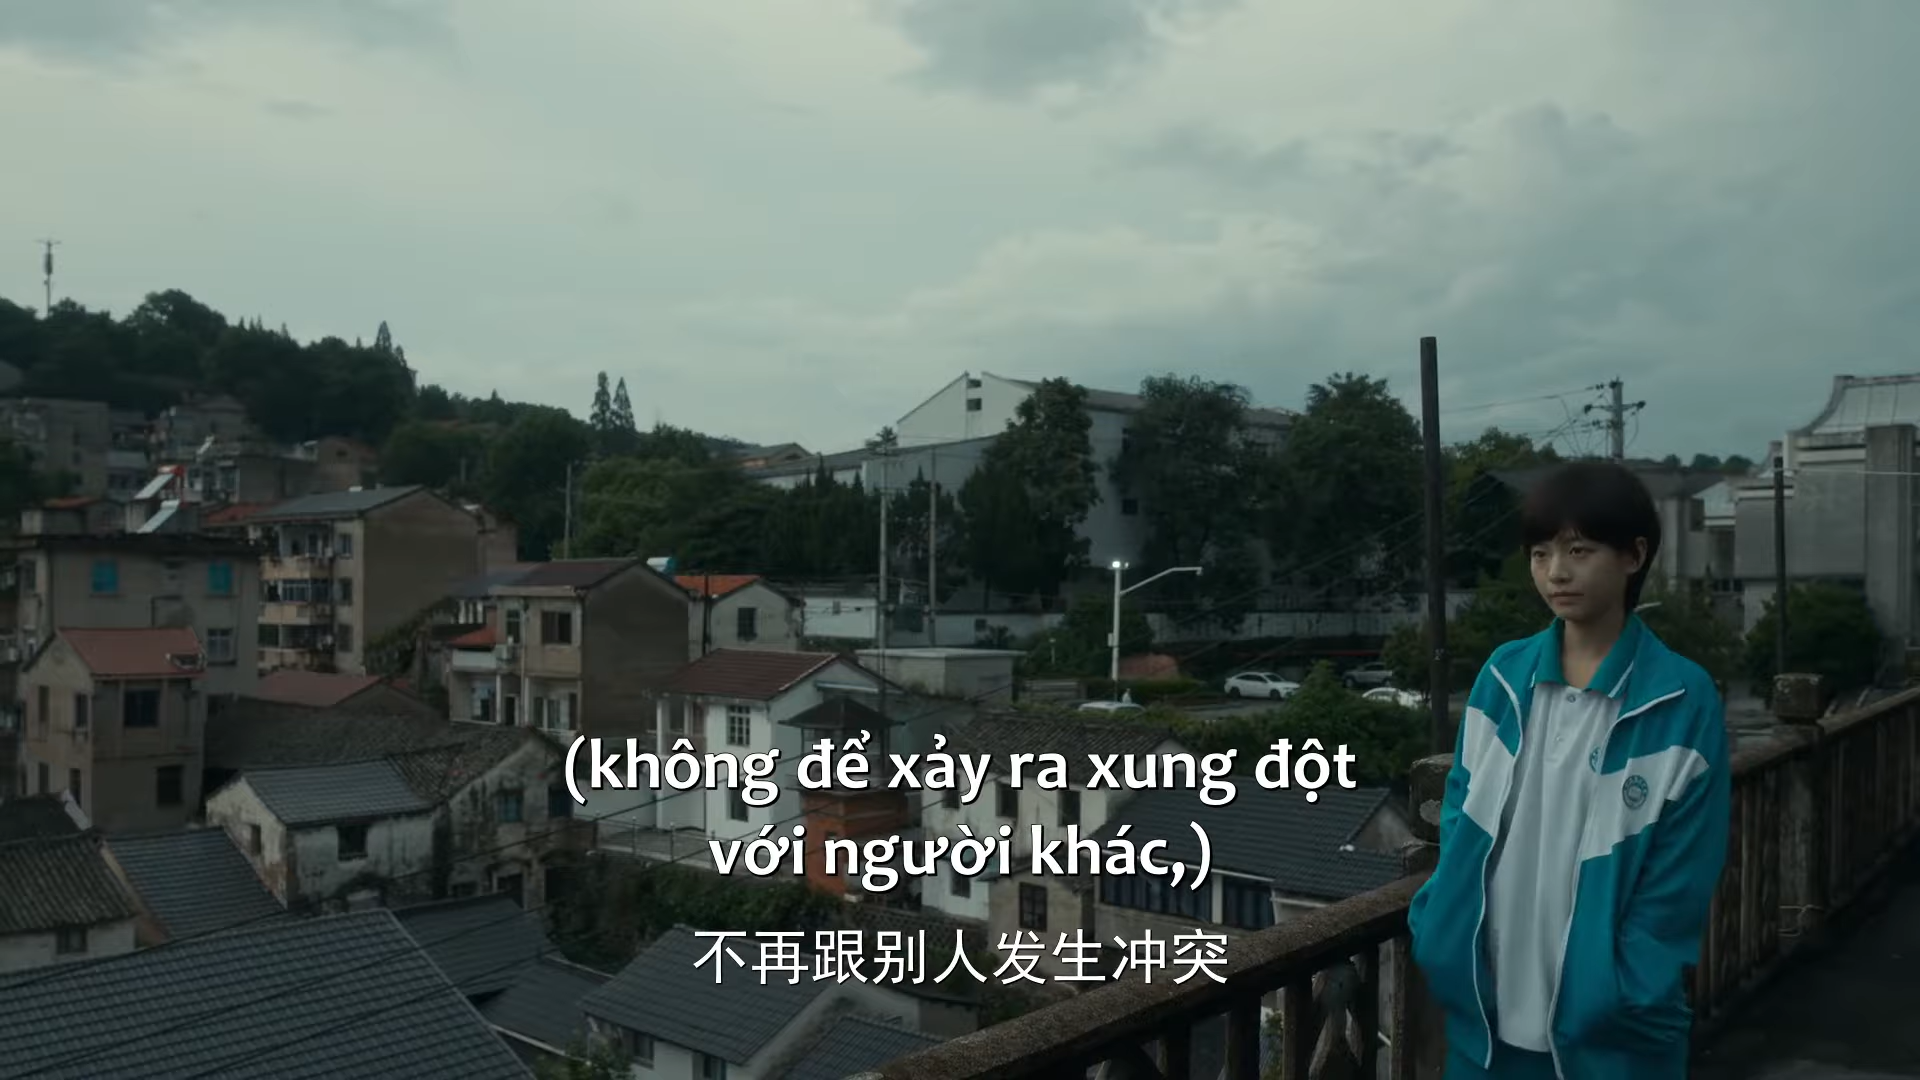 (không để xảy ra xung đột
với người khác,)
不再跟别人发生冲突